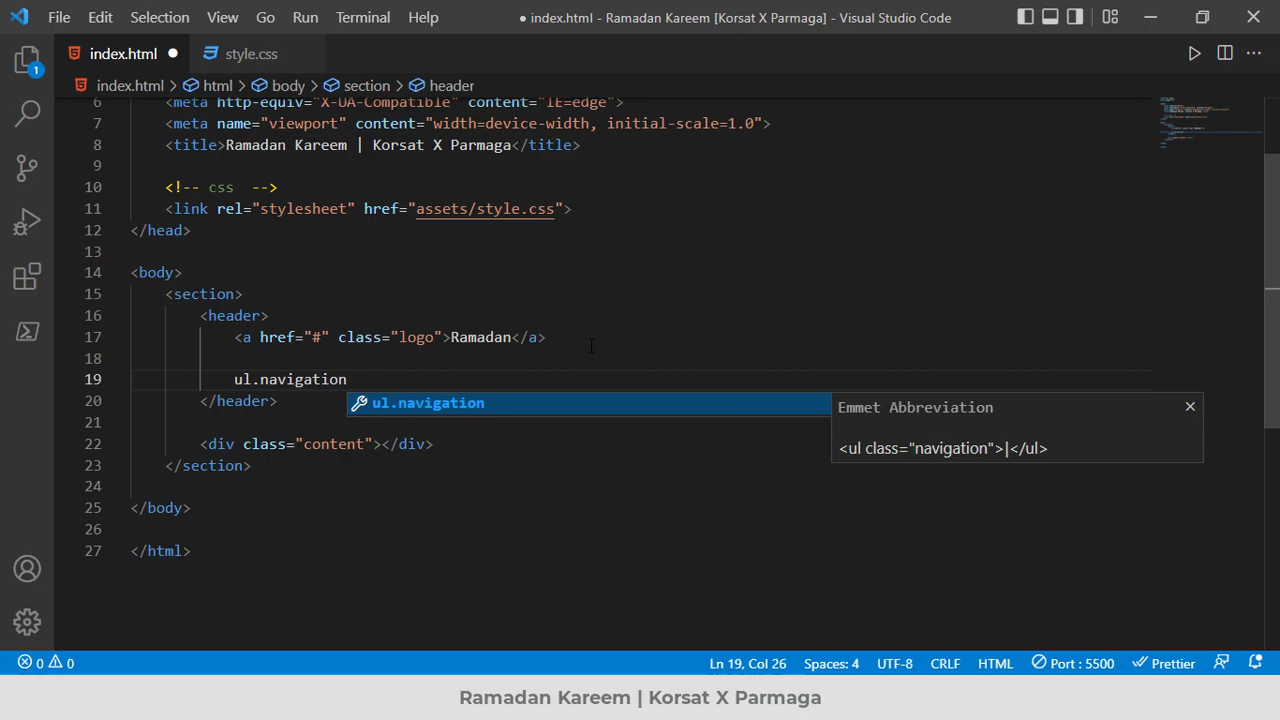 File Edit Selection View Go Run Terminal Help
● index.html - Ramadan Kareem [Korsat X Parmaga] - Visual Studio Code
index.html ● style.css
index.html > html > body > section > header
1
6 <meta http-equiv="X-UA-Compatible" content="IE=edge">
7 <meta name="viewport" content="width=device-width, initial-scale=1.0">
8 <title>Ramadan Kareem | Korsat X Parmaga</title>
9
10 <!-- css  -->
11 <link rel="stylesheet" href="assets/style.css">
12 </head>
13
14 <body>
15 <section>
16 <header>
17 <a href="#" class="logo">Ramadan</a>
18
19 ul.navigation
ul.navigation
Emmet Abbreviation
<ul class="navigation">|</ul>
20 </header>
21
22 <div class="content"></div>
23 </section>
24
25 </body>
26
27 </html>
0 0 Ln 19, Col 26 Spaces: 4 UTF-8 CRLF HTML Port : 5500 Prettier
Ramadan Kareem | Korsat X Parmaga